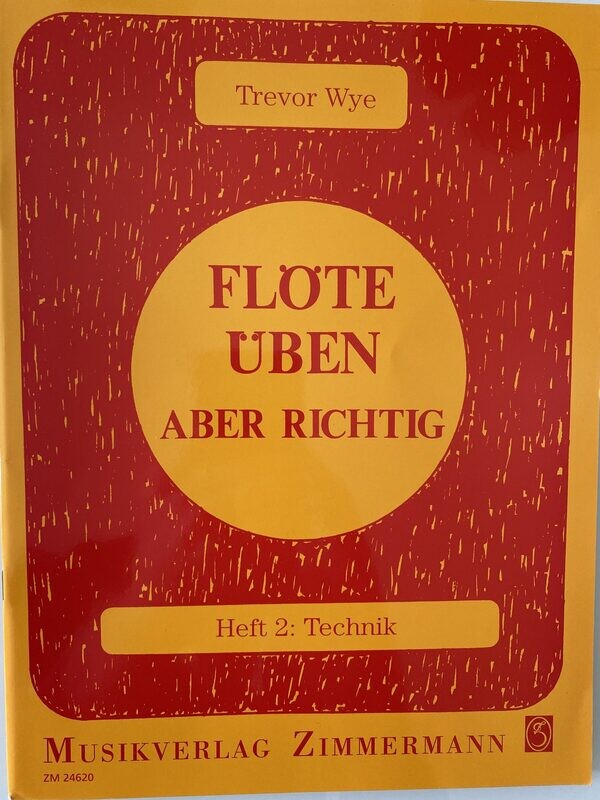 Trevor Wye
FLÖTE
ÜBEN
ABER RICHTIG
Heft 2: Technik
MUSIKVERLAG ZIMMERMANN
ZM 24620